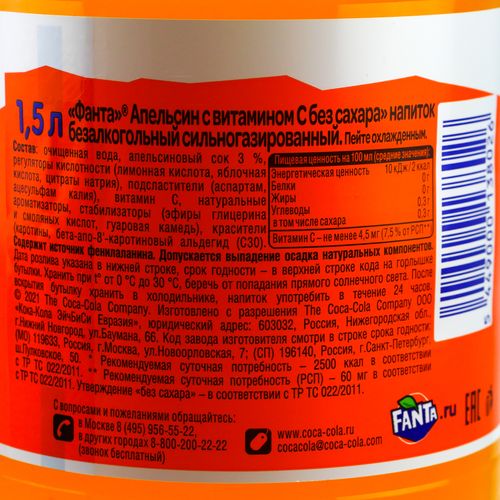 1,5 л «Фанта»® Апельсин с витамином С без сахара» напиток
безалкогольный сильногазированный. Пейте охлажденным.
Состав: очищенная вода, апельсиновый сок 3 %,
регуляторы кислотности (лимонная кислота, яблочная
кислота, цитраты натрия), подсластители (аспартам,
ацесульфам калия), витамин С, натуральные
ароматизаторы, стабилизаторы (эфиры глицерина
и смоляных кислот, гуаровая камедь), красители
(каротины, бета-апо-8'-каротиновый альдегид (С30).
Пищевая ценность на 100 мл (средние значения)*
Энергетическая ценность 10 кДж/2 ккал
Белки 0 г
Жиры 0 г
Углеводы 0,3 г
в том числе сахара 0,3 г
Витамин С – не менее 4,5 мг (7,5 % от РСП**)
Содержит источник фенилаланина. Допускается выпадение осадка натуральных компонентов.
Дата розлива указана в нижней строке, срок годности – в верхней строке кода на горлышке
бутылки. Хранить при t° от 0 °С до 30 °С, беречь от попадания прямого солнечного света. После
вскрытия бутылку хранить в холодильнике, напиток употребить в течение 24 часов.
© 2021 The Coca-Cola Company. Изготовлено с разрешения The Coca-Cola Company ООО
«Кока-Кола ЭйчБиСи Евразия», юридический адрес: 603032, Россия, Нижегородская обл.,
г.Нижний Новгород, ул.Баумана, 66. Код завода изготовителя смотри в строке срока годности:
(МО) 119633, Россия, г.Москва, ул.Новоорловская, 7; (СП) 196140, Россия, г.Санкт-Петербург,
ш.Пулковское, 50. * Рекомендуемые суточная потребность – 2500 ккал в соответствии
с ТР ТС 022/2011. ** Рекомендуемая суточная потребность (РСП) – 60 мг в соответствии
с ТР ТС 022/2011. Утверждение «без сахара» – в соответствии с ТР ТС 022/2011.
С вопросами и пожеланиями обращайтесь:
в Москве 8 (495) 956-55-22,
в других городах 8-800-200-22-22
(звонок бесплатный)
www.coca-cola.ru
cocacola@coca-cola.com
FANTA.ru
EAC